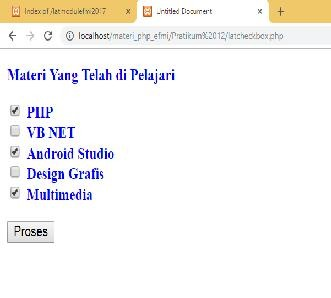 Index of /latmodulefmi2017
Untitled Document
localhost/materi_php_efmi/Pratikum%2012/latcheckbox.php
Materi Yang Telah di Pelajari
PHP
VB NET
Android Studio
Design Grafis
Multimedia
Proses